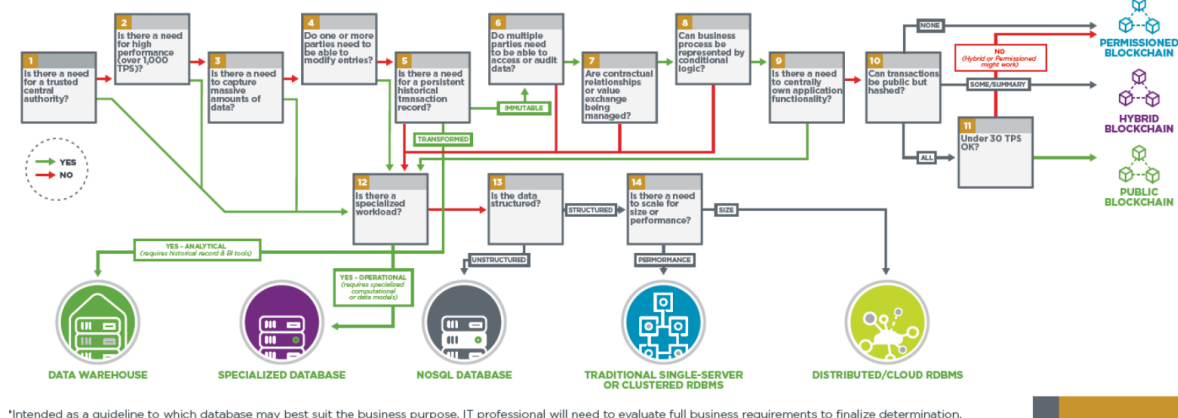 1
Is there a need
for a trusted
central
authority?
2
Is there a need
for high
performance
(over 1,000
TPS)?
3
Is there a need
to capture
massive
amounts of
data?
4
Do one or more
parties need to
be able to
modify entries?
5
Is there a need
for a persistent
historical
transaction
record?
6
Do multiple
parties need
to be able to
access or audit
data?
7
Are contractual
relationships
or value
exchange
being
managed?
8
Can business
process be
represented by
conditional
logic?
9
Is there a need
to centrally
own application
functionality?
10
Can transactions
be public but
hashed?
11
Under 30 TPS
OK?
NONE
NO
(Hybrid or Permissioned
might work)
SOME/SUMMARY
ALL
PERMISSIONED
BLOCKCHAIN
HYBRID
BLOCKCHAIN
PUBLIC
BLOCKCHAIN
IMMUTABLE
TRANSFORMED
YES
NO
12
Is there a
specialized
workload?
13
Is the data
structured?
14
Is there a need
to scale for
size or
performance?
STRUCTURED
SIZE
UNSTRUCTURED
PERMORMANCE
YES – ANALYTICAL
(requires historical record & BI tools)
YES – OPERATIONAL
(requires specialized
computational
or data models)
DATA WAREHOUSE
SPECIALIZED DATABASE
NOSQL DATABASE
TRADITIONAL SINGLE-SERVER
OR CLUSTERED RDBMS
DISTRIBUTED/CLOUD RDBMS
*Intended as a guideline to which database may best suit the business purpose. IT professional will need to evaluate full business requirements to finalize determination.